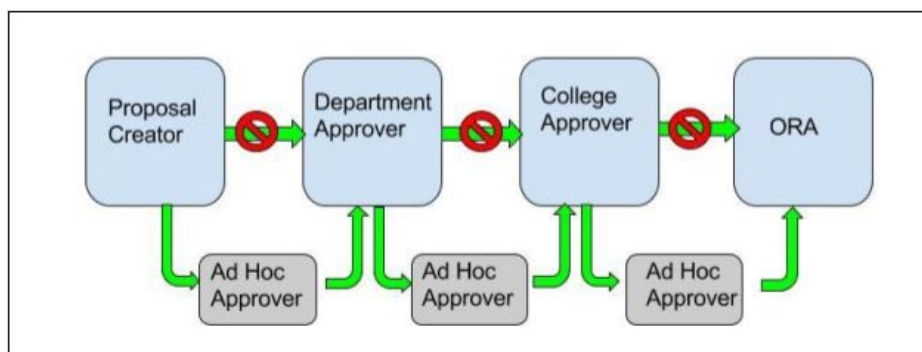 Proposal
Creator
Department
Approver
College
Approver
ORA
Ad Hoc
Approver
Ad Hoc
Approver
Ad Hoc
Approver